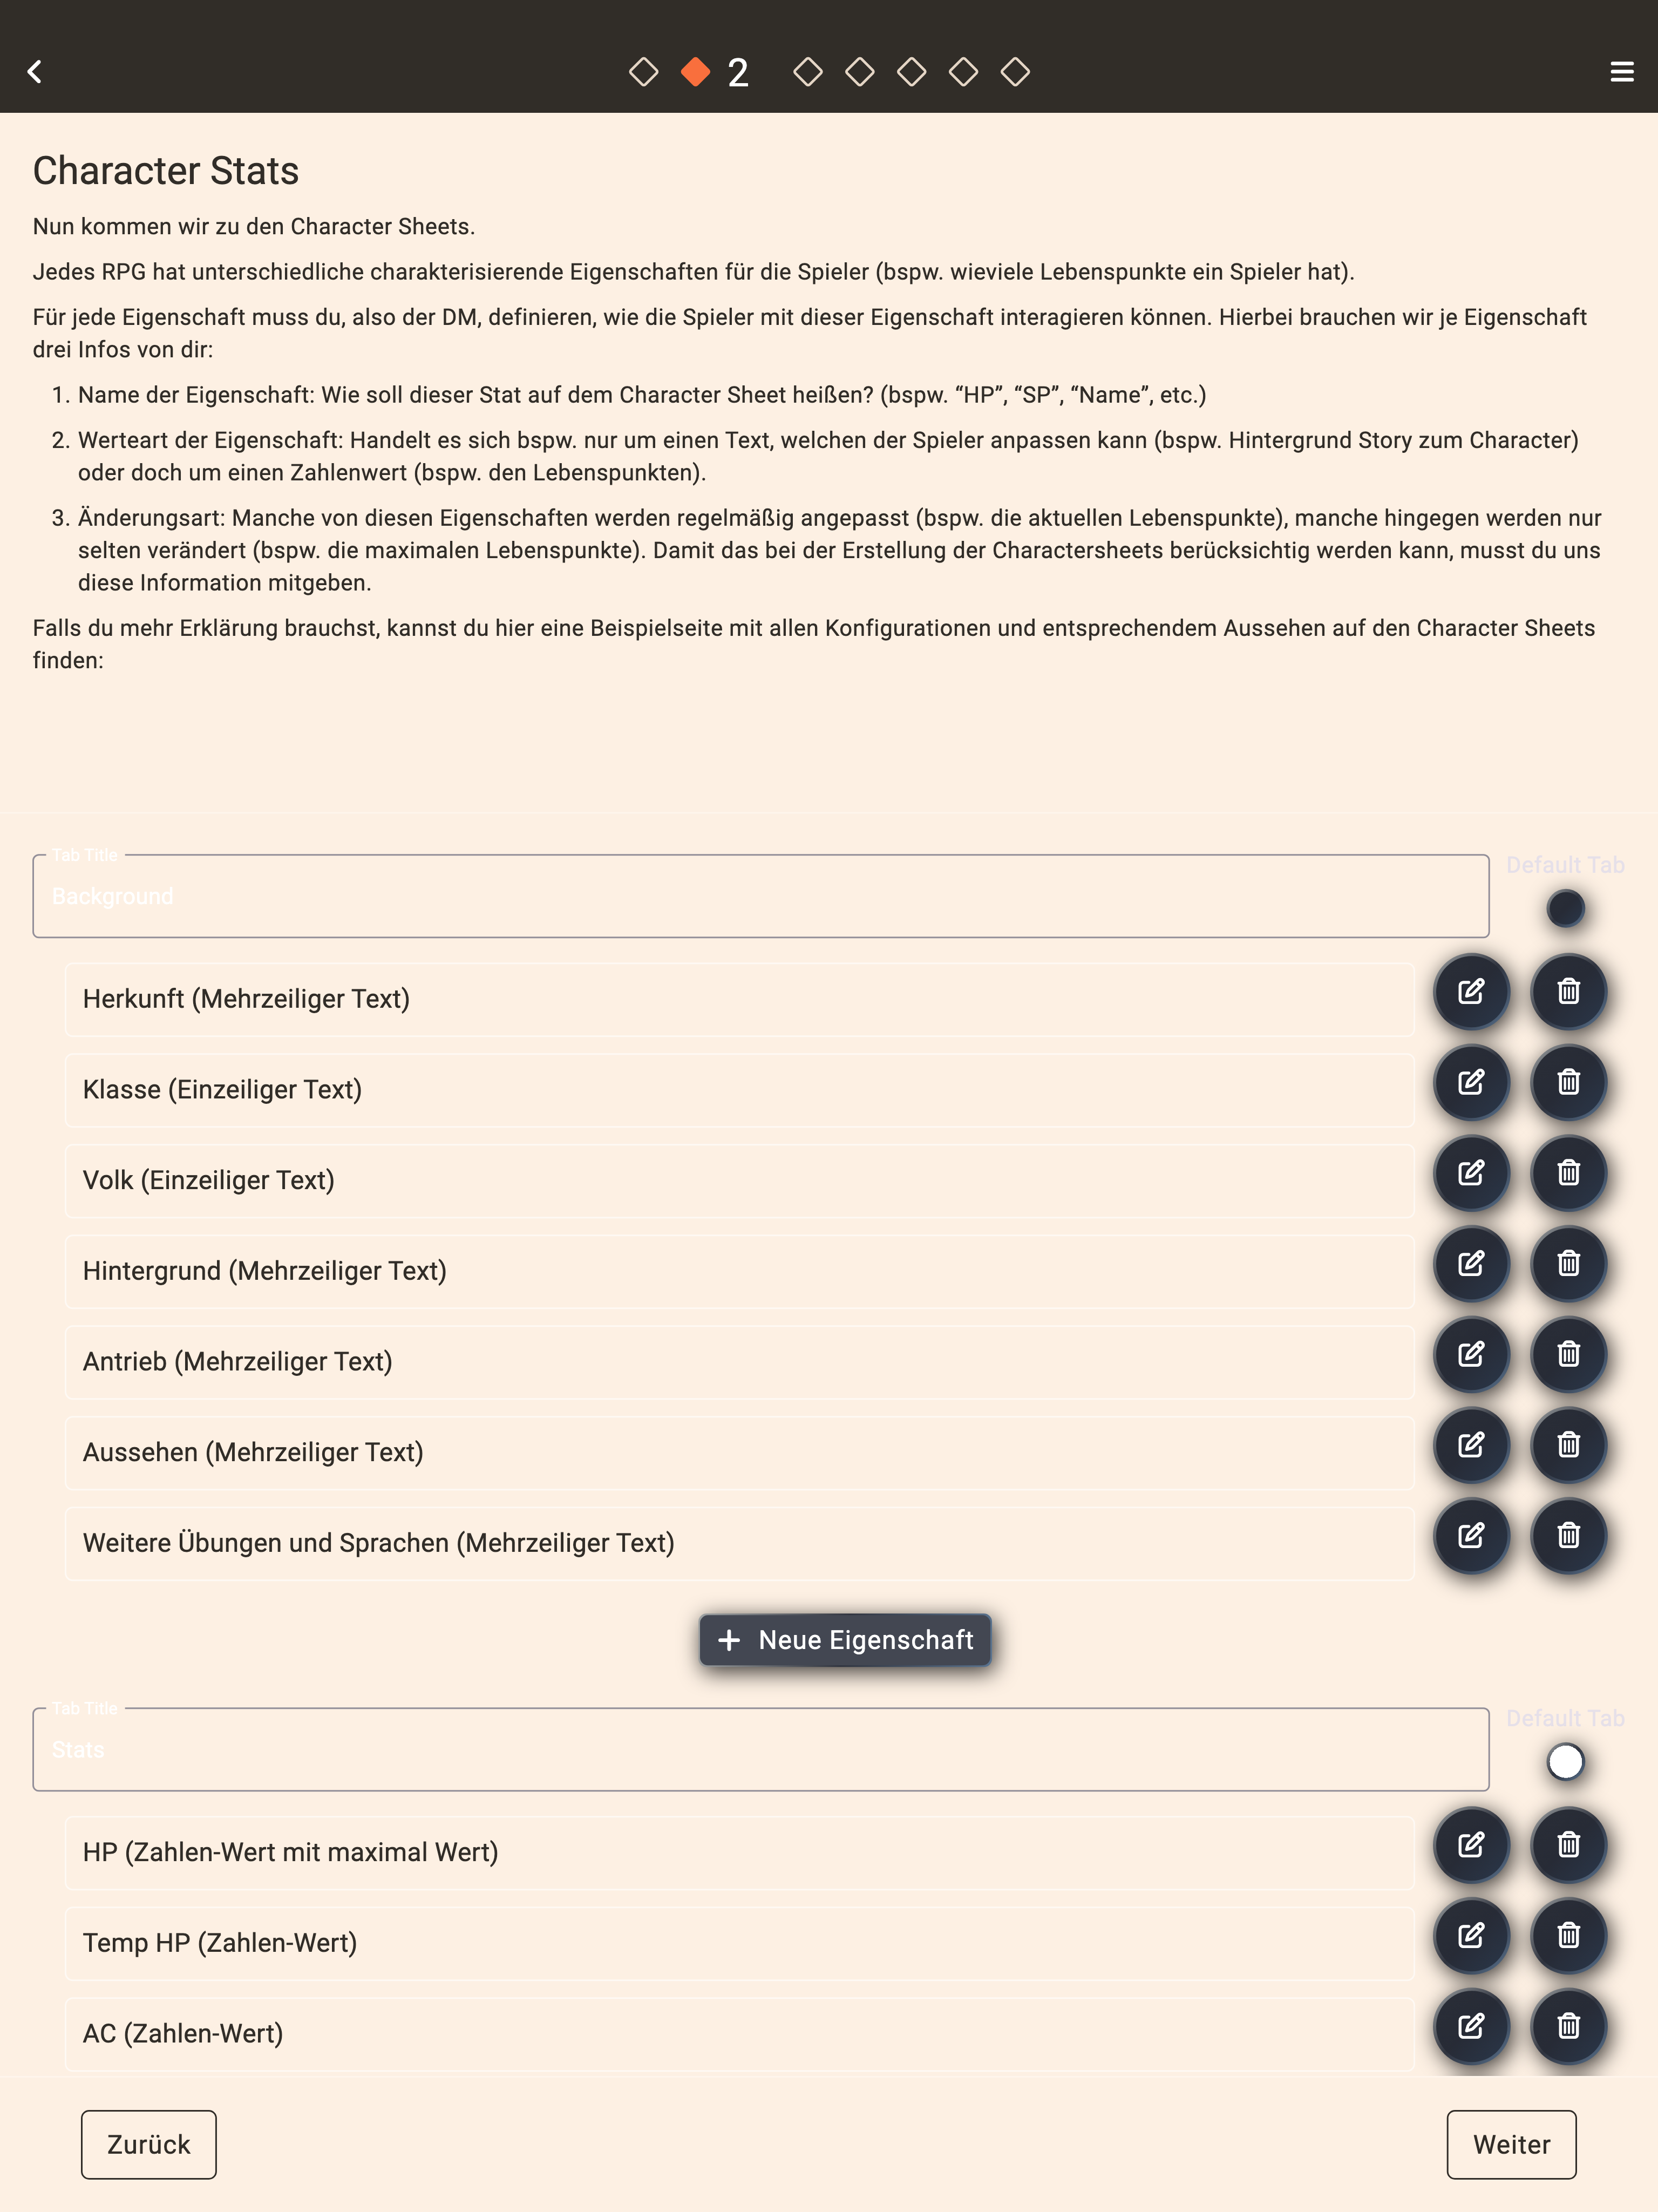 2
Character Stats
Nun kommen wir zu den Character Sheets.
Jedes RPG hat unterschiedliche charakterisierende Eigenschaften für die Spieler (bspw. wieviele Lebenspunkte ein Spieler hat).
Für jede Eigenschaft muss du, also der DM, definieren, wie die Spieler mit dieser Eigenschaft interagieren können. Hierbei brauchen wir je Eigenschaft
drei Infos von dir:
1. Name der Eigenschaft: Wie soll dieser Stat auf dem Character Sheet heißen? (bspw. “HP”, “SP”, “Name”, etc.)
2. Werteart der Eigenschaft: Handelt es sich bspw. nur um einen Text, welchen der Spieler anpassen kann (bspw. Hintergrund Story zum Character)
oder doch um einen Zahlenwert (bspw. den Lebenspunkten).
3. Änderungsart: Manche von diesen Eigenschaften werden regelmäßig angepasst (bspw. die aktuellen Lebenspunkte), manche hingegen werden nur
selten verändert (bspw. die maximalen Lebenspunkte). Damit das bei der Erstellung der Charactersheets berücksichtig werden kann, musst du uns
diese Information mitgeben.
Falls du mehr Erklärung brauchst, kannst du hier eine Beispielseite mit allen Konfigurationen und entsprechendem Aussehen auf den Character Sheets
finden:
Tab Title
Default Tab
Background
Herkunft (Mehrzeiliger Text)
Klasse (Einzeiliger Text)
Volk (Einzeiliger Text)
Hintergrund (Mehrzeiliger Text)
Antrieb (Mehrzeiliger Text)
Aussehen (Mehrzeiliger Text)
Weitere Übungen und Sprachen (Mehrzeiliger Text)
Neue Eigenschaft
Tab Title
Default Tab
Stats
HP (Zahlen-Wert mit maximal Wert)
Temp HP (Zahlen-Wert)
AC (Zahlen-Wert)
Zurück
Weiter